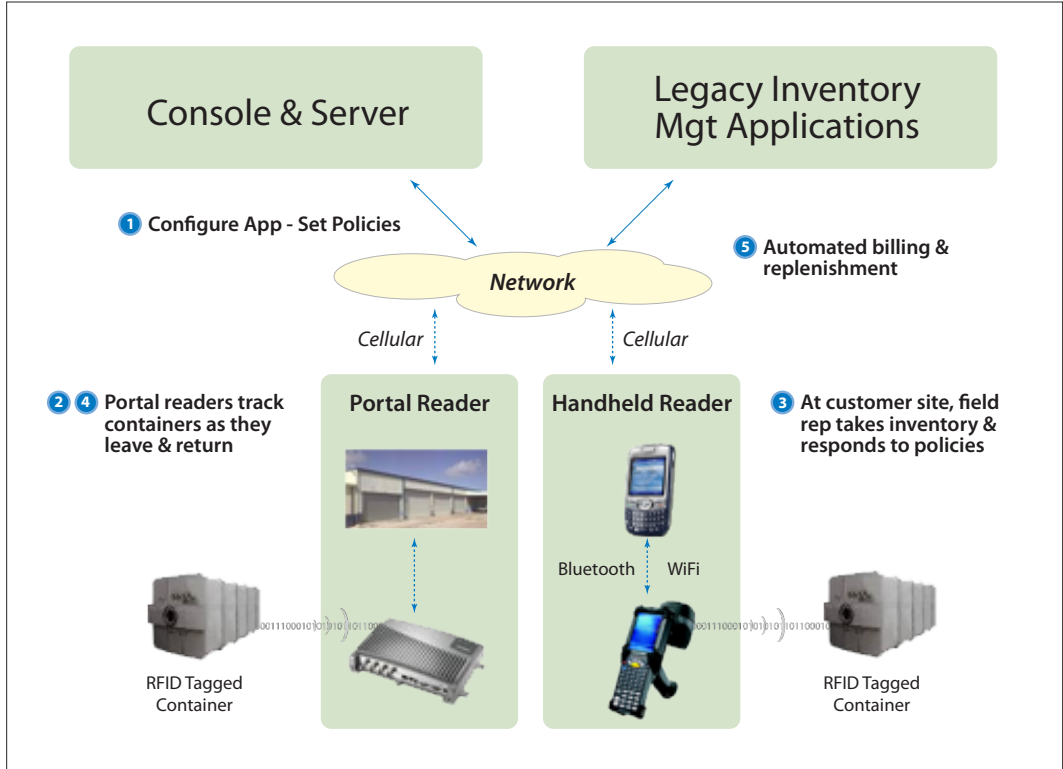 Console & Server
Legacy Inventory
Mgt Applications
1 Configure App - Set Policies
5 Automated billing &
replenishment
Network
Cellular
Cellular
2 4 Portal readers track
containers as they
leave & return
Portal Reader
Handheld Reader
3 At customer site, field
rep takes inventory &
responds to policies
Bluetooth
WiFi
RFID Tagged
Container
RFID Tagged
Container